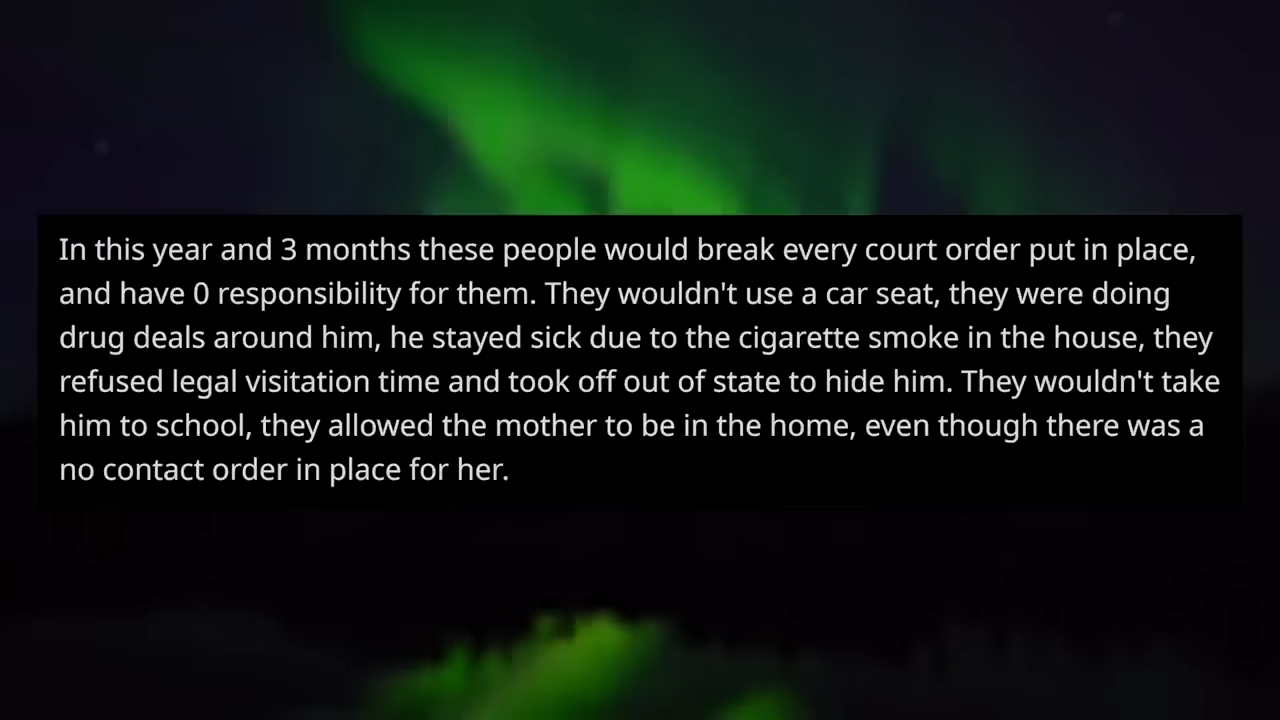 In this year and 3 months these people would break every court order put in place,
and have 0 responsibility for them. They wouldn't use a car seat, they were doing
drug deals around him, he stayed sick due to the cigarette smoke in the house, they
refused legal visitation time and took off out of state to hide him. They wouldn't take
him to school, they allowed the mother to be in the home, even though there was a
no contact order in place for her.